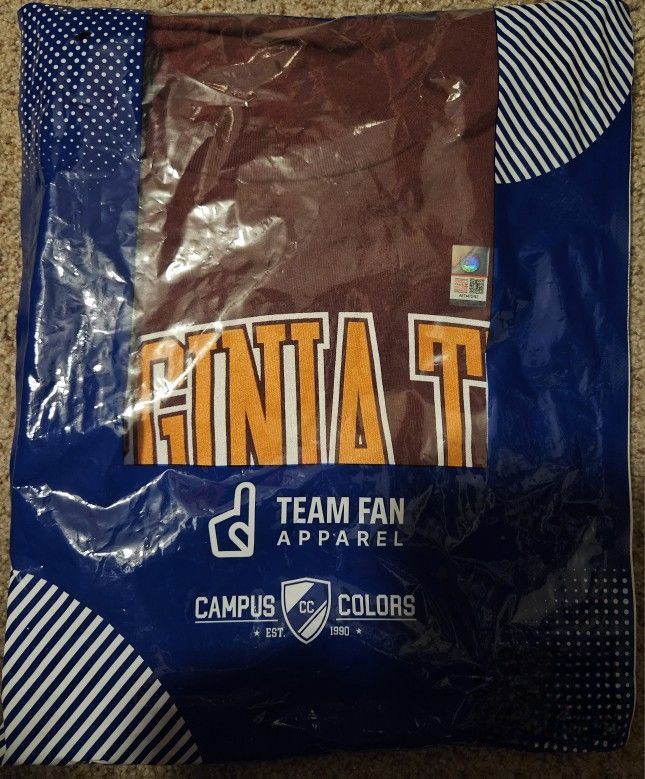 GINIA T
TEAM FAN
APPAREL
CAMPUS CC COLORS
★ EST. 1990 ★